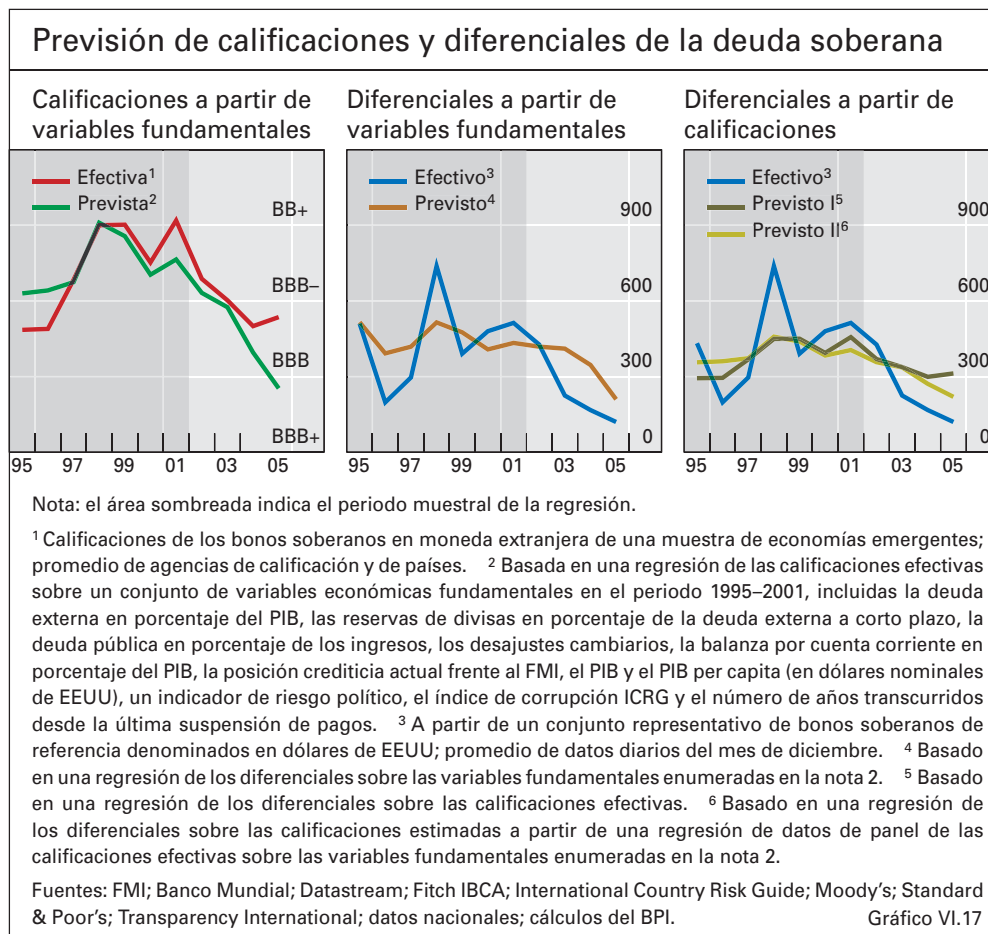 Previsión de calificaciones y diferenciales de la deuda soberana
Calificaciones a partir de
variables fundamentales
Efectiva¹
Prevista²
BB+
BBB–
BBB
BBB+
95 97 99 01 03 05
Diferenciales a partir de
variables fundamentales
Efectivo³
Previsto⁴
900
600
300
0
95 97 99 01 03 05
Diferenciales a partir de
calificaciones
Efectivo³
Previsto I⁵
Previsto II⁶
900
600
300
0
95 97 99 01 03 05
Nota: el área sombreada indica el periodo muestral de la regresión.
¹ Calificaciones de los bonos soberanos en moneda extranjera de una muestra de economías emergentes;
promedio de agencias de calificación y de países. ² Basada en una regresión de las calificaciones efectivas
sobre un conjunto de variables económicas fundamentales en el periodo 1995–2001, incluidas la deuda
externa en porcentaje del PIB, las reservas de divisas en porcentaje de la deuda externa a corto plazo, la
deuda pública en porcentaje de los ingresos, los desajustes cambiarios, la balanza por cuenta corriente en
porcentaje del PIB, la posición crediticia actual frente al FMI, el PIB y el PIB per capita (en dólares nominales
de EEUU), un indicador de riesgo político, el índice de corrupción ICRG y el número de años transcurridos
desde la última suspensión de pagos. ³ A partir de un conjunto representativo de bonos soberanos de
referencia denominados en dólares de EEUU; promedio de datos diarios del mes de diciembre. ⁴ Basado
en una regresión de los diferenciales sobre las variables fundamentales enumeradas en la nota 2. ⁵ Basado
en una regresión de los diferenciales sobre las calificaciones efectivas. ⁶ Basado en una regresión de
los diferenciales sobre las calificaciones estimadas a partir de una regresión de datos de panel de las
calificaciones efectivas sobre las variables fundamentales enumeradas en la nota 2.
Fuentes: FMI; Banco Mundial; Datastream; Fitch IBCA; International Country Risk Guide; Moody's; Standard
& Poor's; Transparency International; datos nacionales; cálculos del BPI. Gráfico VI.17